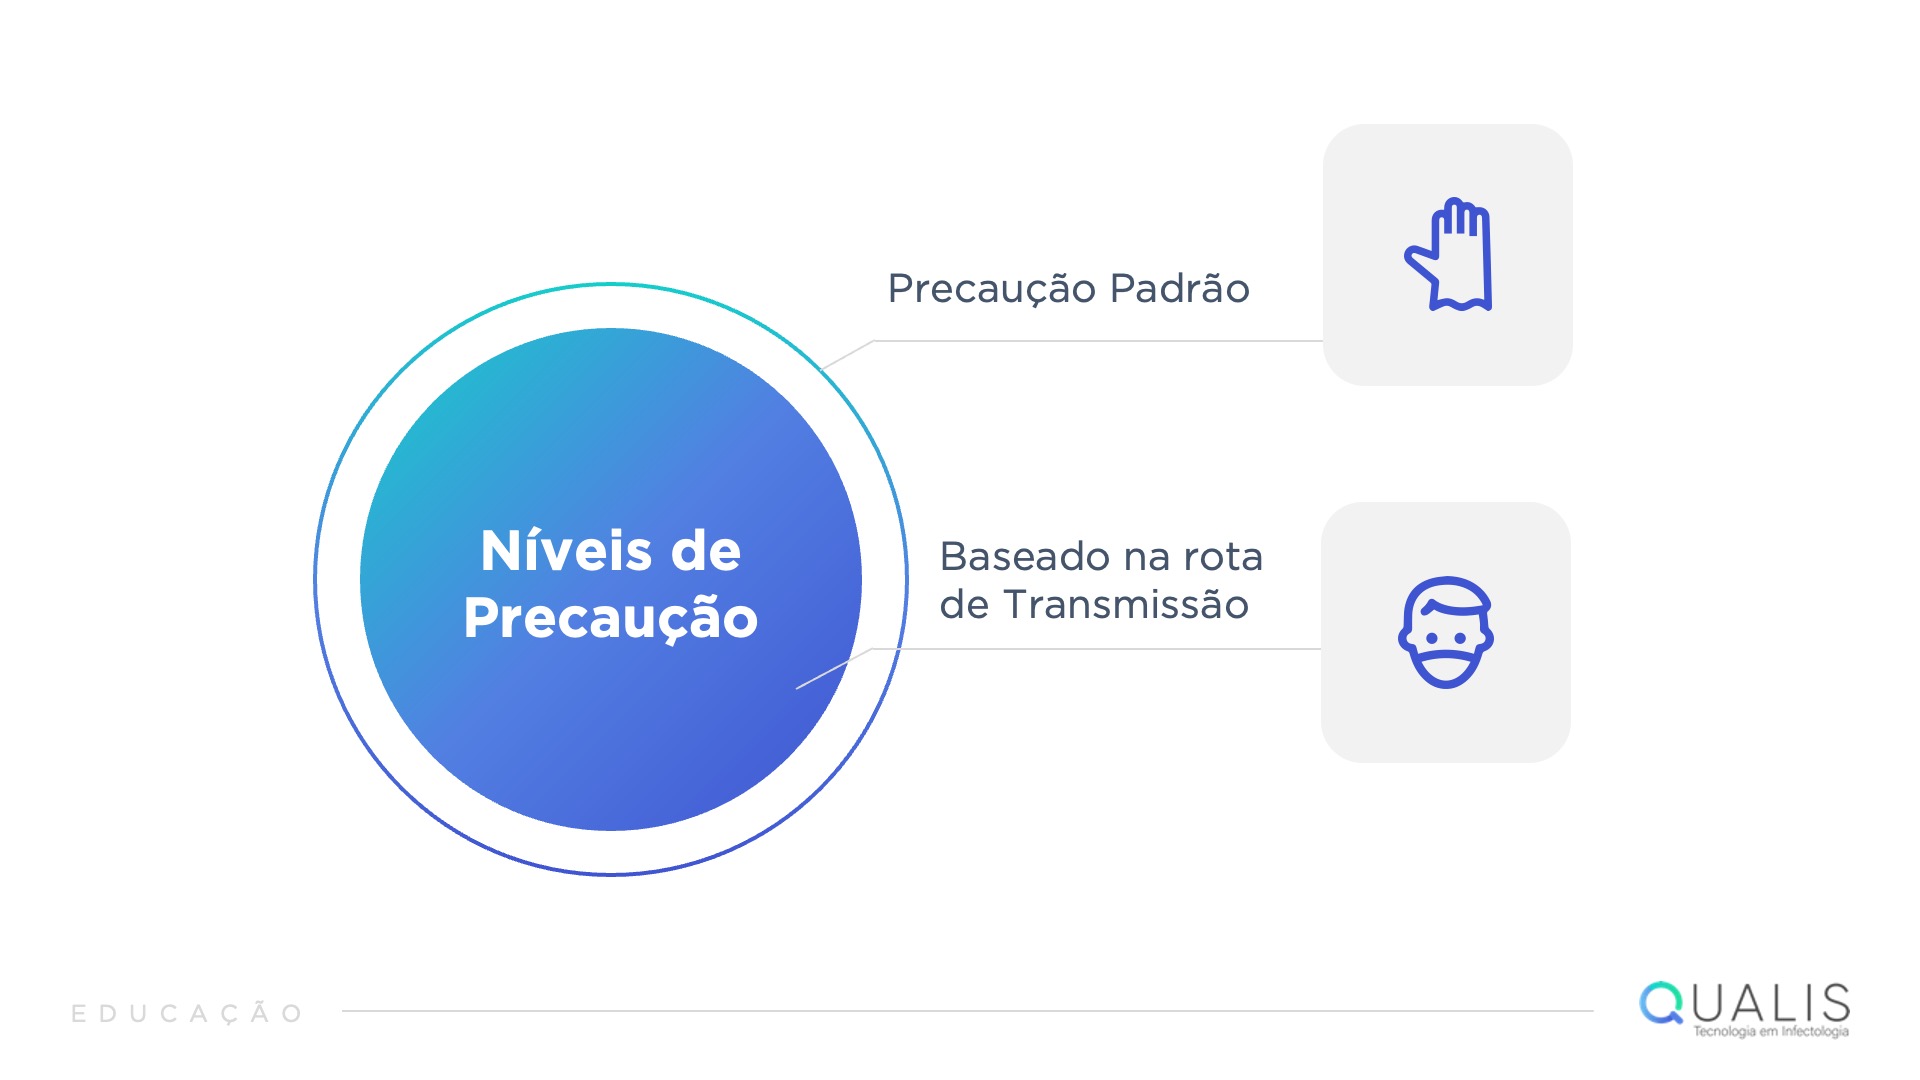 Precaução Padrão
Níveis de
Precaução
Baseado na rota
de Transmissão
EDUCAÇÃO
QUALIS
Tecnologia em Infectologia